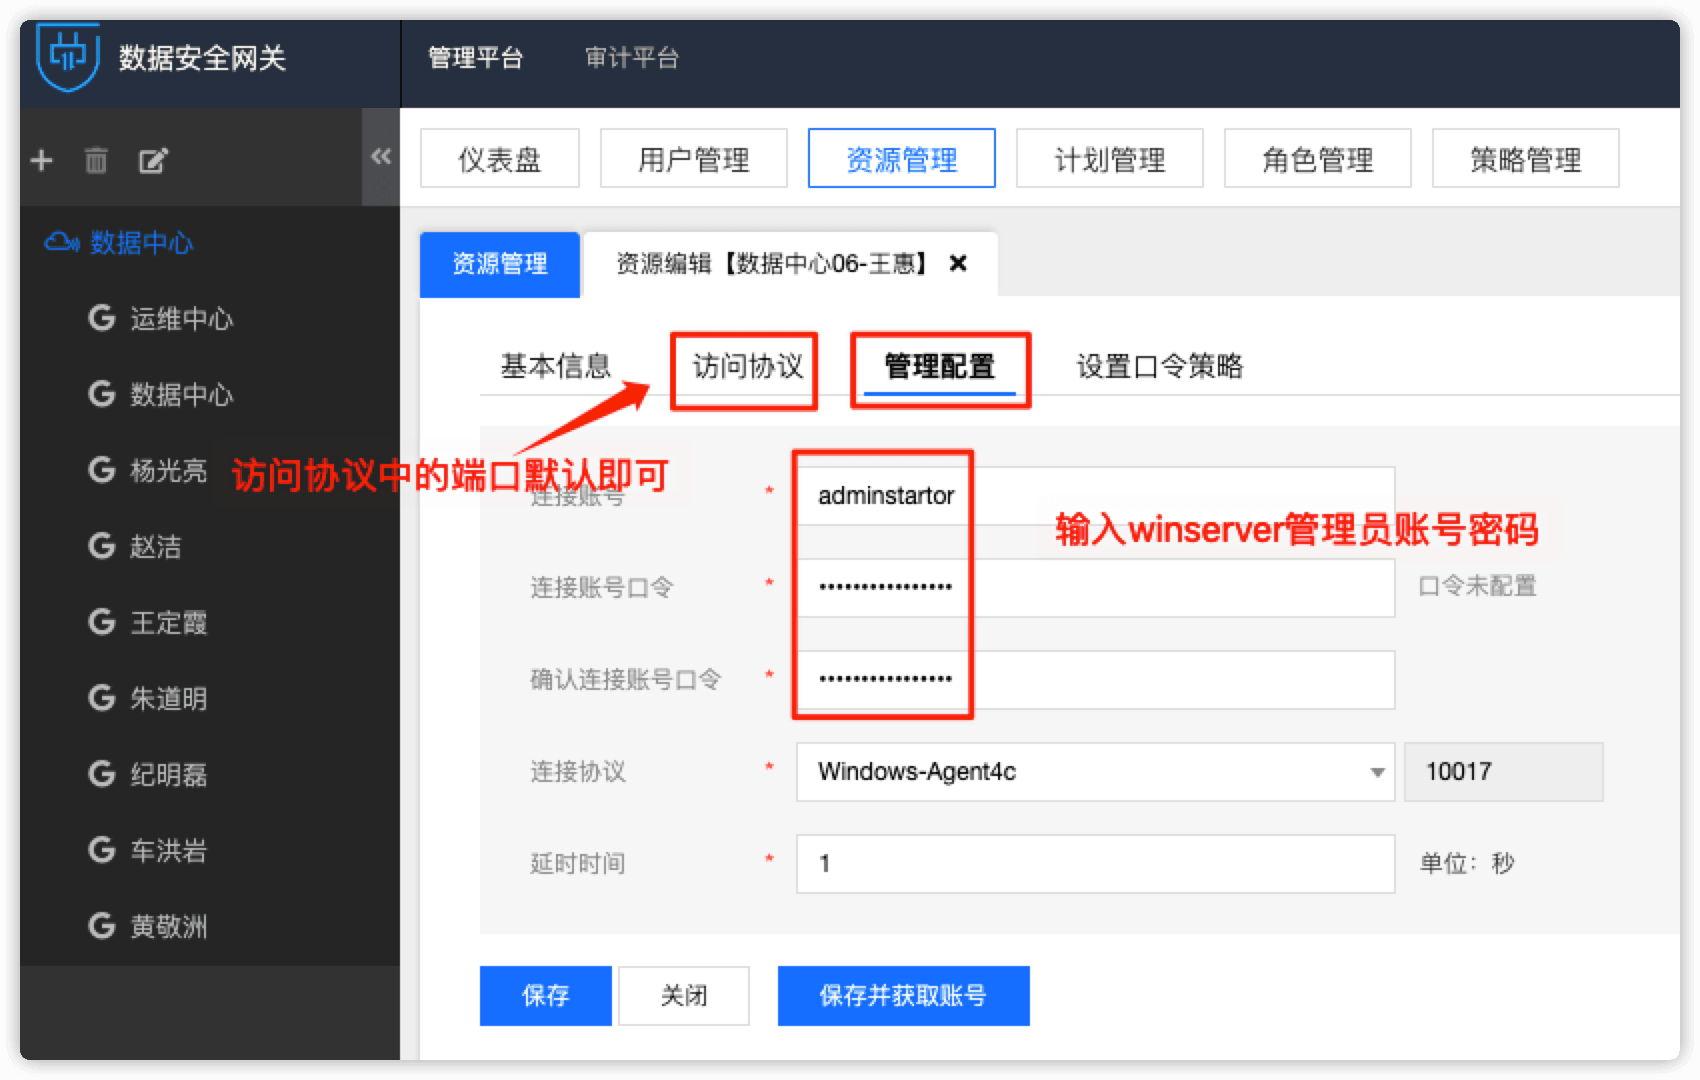 数据安全网关
管理平台 审计平台
仪表盘 用户管理 资源管理 计划管理 角色管理 策略管理
数据中心
运维中心
数据中心
杨光亮
赵洁
王定霞
朱道明
纪明磊
车洪岩
黄敬洲
资源管理 资源编辑【数据中心06-王惠】
基本信息 访问协议 管理配置 设置口令策略
访问协议中的端口默认即可
连接账号 * adminstartor
输入winserver管理员账号密码
连接账号口令 * •••••••••••••••• 口令未配置
确认连接账号口令 * ••••••••••••••••
连接协议 * Windows-Agent4c 10017
延时时间 * 1 单位：秒
保存 关闭 保存并获取账号